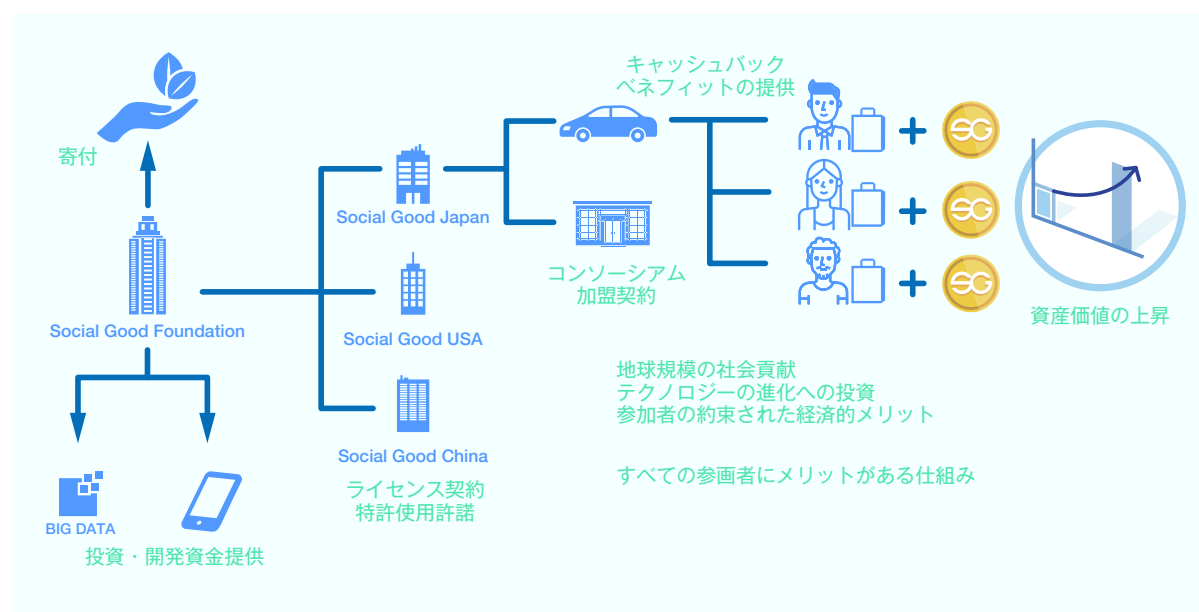 キャッシュバック
ベネフィットの提供
寄付
Social Good Japan
SG
SG
SG
コンソーシアム
加盟契約
資産価値の上昇
Social Good Foundation
Social Good USA
地球規模の社会貢献
テクノロジーの進化への投資
参加者の約束された経済的メリット
Social Good China
ライセンス契約
特許使用許諾
すべての参画者にメリットがある仕組み
BIG DATA
投資・開発資金提供